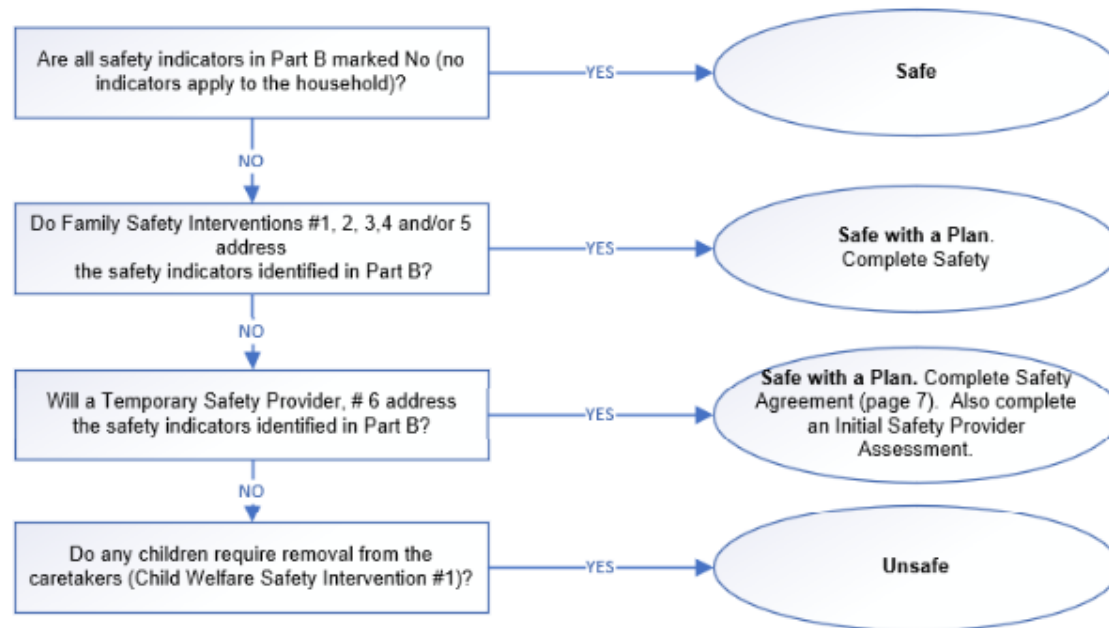 Are all safety indicators in Part B marked No (no
indicators apply to the household)?
YES
Safe
NO
Do Family Safety Interventions #1, 2, 3,4 and/or 5
address
the safety indicators identified in Part B?
YES
Safe with a Plan.
Complete Safety
NO
Will a Temporary Safety Provider, # 6 address
the safety indicators identified in Part B?
YES
Safe with a Plan. Complete Safety
Agreement (page 7). Also complete
an Initial Safety Provider
Assessment.
NO
Do any children require removal from the
caretakers (Child Welfare Safety Intervention #1)?
YES
Unsafe